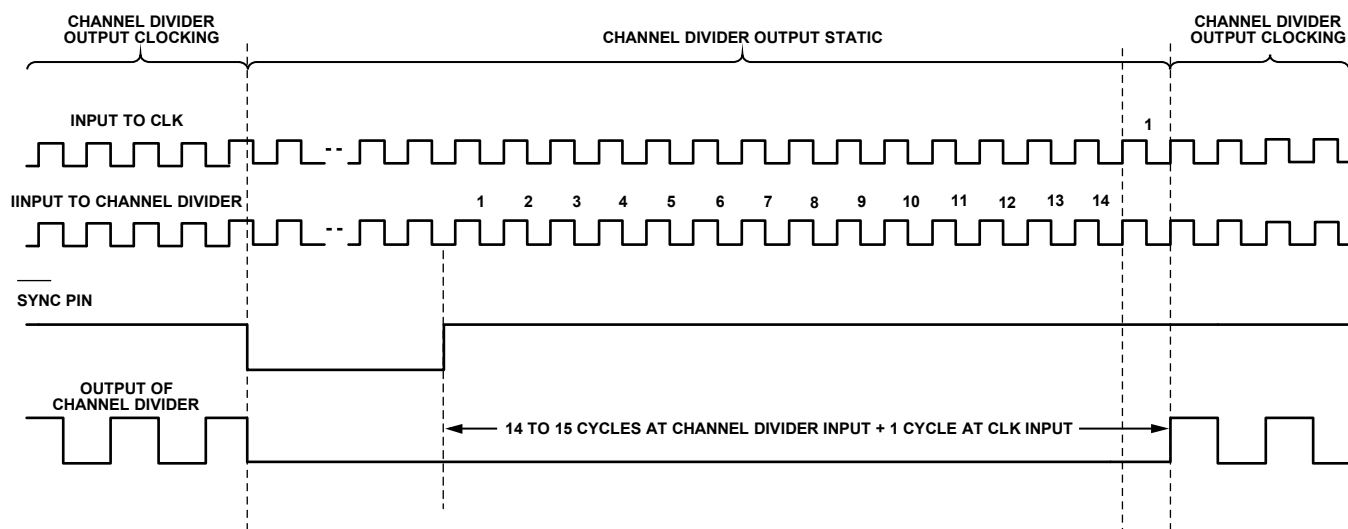 CHANNEL DIVIDER
OUTPUT CLOCKING
CHANNEL DIVIDER OUTPUT STATIC
CHANNEL DIVIDER
OUTPUT CLOCKING
INPUT TO CLK
1
IINPUT TO CHANNEL DIVIDER
1 2 3 4 5 6 7 8 9 10 11 12 13 14
SYNC PIN
OUTPUT OF
CHANNEL DIVIDER
14 TO 15 CYCLES AT CHANNEL DIVIDER INPUT + 1 CYCLE AT CLK INPUT